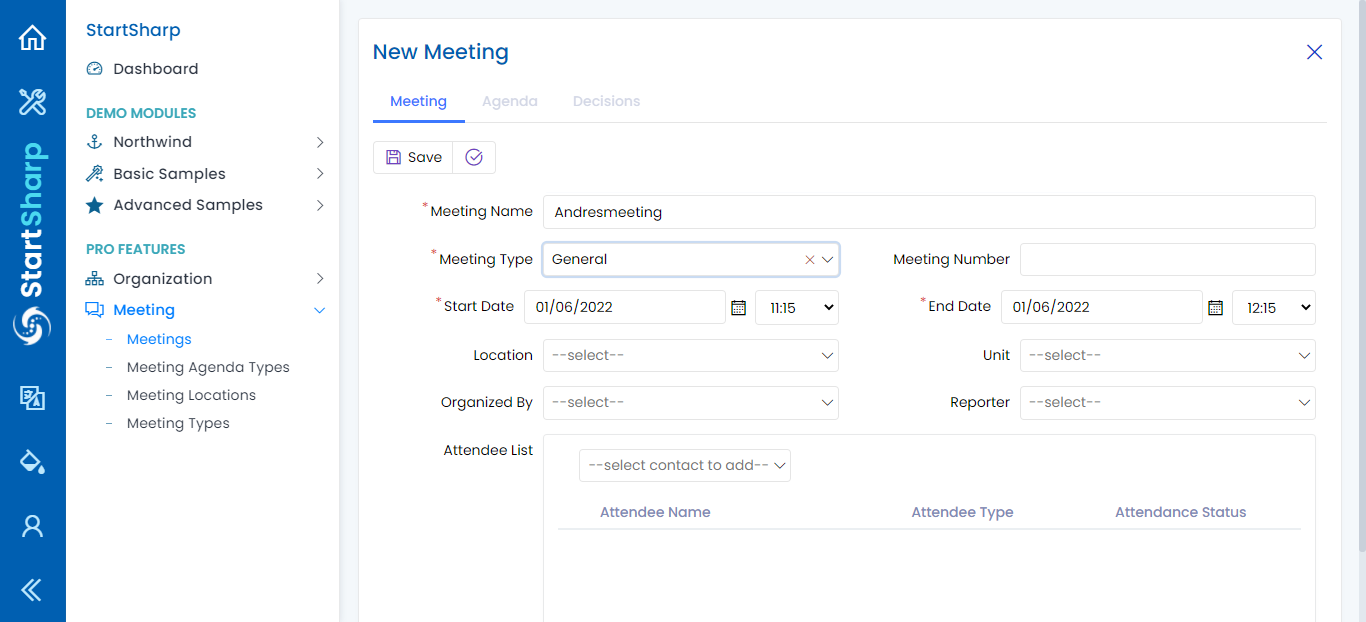 StartSharp
StartSharp
Dashboard
DEMO MODULES
Northwind
Basic Samples
Advanced Samples
PRO FEATURES
Organization
Meeting
Meetings
Meeting Agenda Types
Meeting Locations
Meeting Types
New Meeting
Meeting Agenda Decisions
Save
*Meeting Name Andresmeeting
*Meeting Type General Meeting Number
*Start Date 01/06/2022 11:15 *End Date 01/06/2022 12:15
Location --select-- Unit --select--
Organized By --select-- Reporter --select--
Attendee List
--select contact to add--
Attendee Name Attendee Type Attendance Status